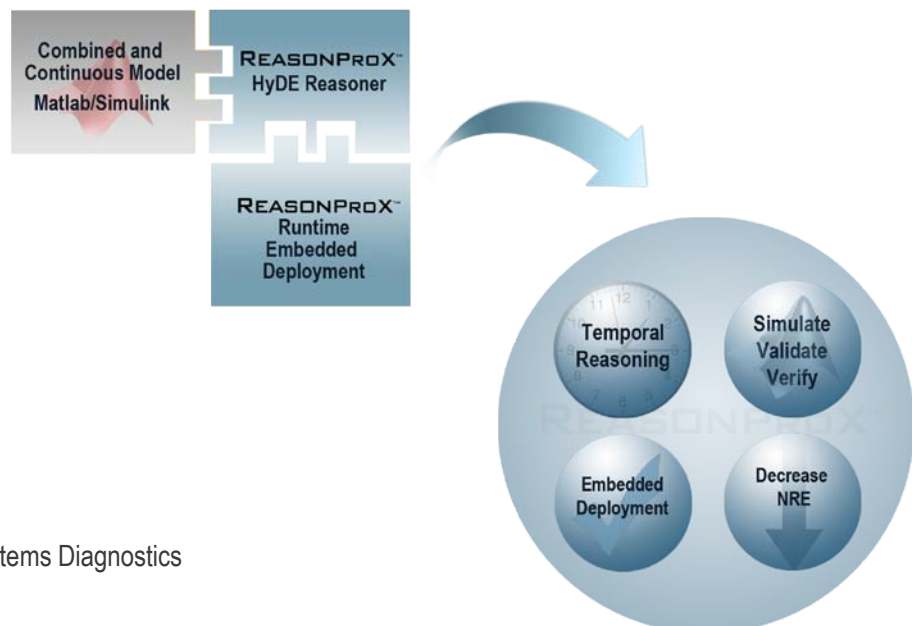 Combined and
Continuous Model
Matlab/Simulink
REASONPROX™
HyDE Reasoner
REASONPROX™
Runtime
Embedded
Deployment
Temporal
Reasoning
Simulate
Validate
Verify
REASONPROX™
Embedded
Deployment
Decrease
NRE
tems Diagnostics